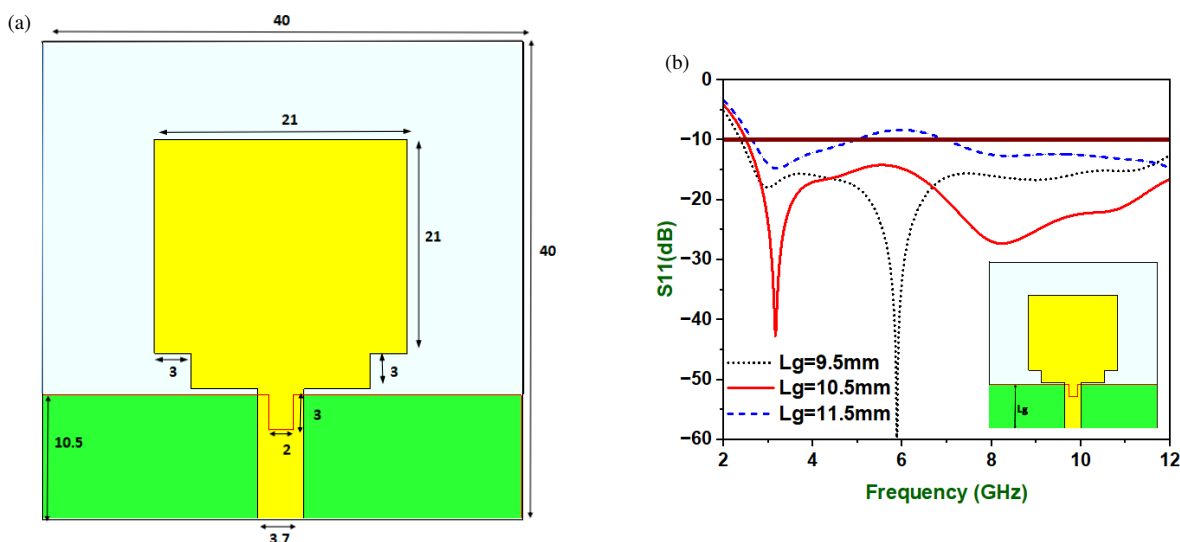 (a)
40
21
21
40
3
3
3
10.5
2
3.7
(b)
0
−10
−20
−30
−40
−50
−60
S11(dB)
Lg=9.5mm
Lg=10.5mm
Lg=11.5mm
Lg
2 4 6 8 10 12
Frequency (GHz)